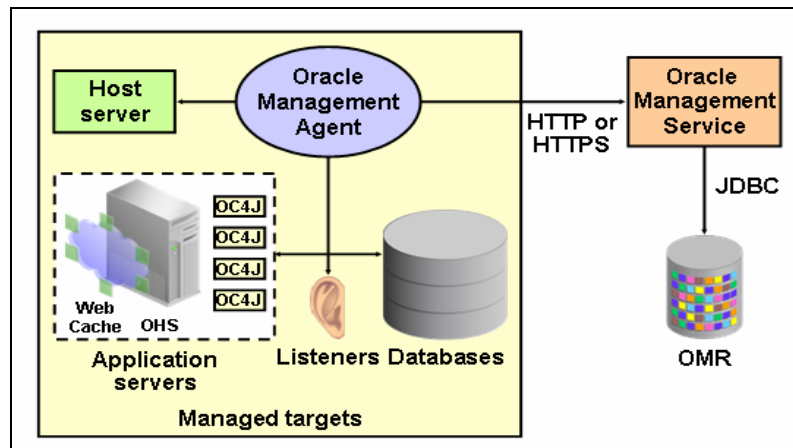 Host
server
Oracle
Management
Agent
Oracle
Management
Service
HTTP or
HTTPS
JDBC
OC4J
OC4J
OC4J
OC4J
Web
Cache
OHS
Application
servers
Listeners
Databases
OMR
Managed targets